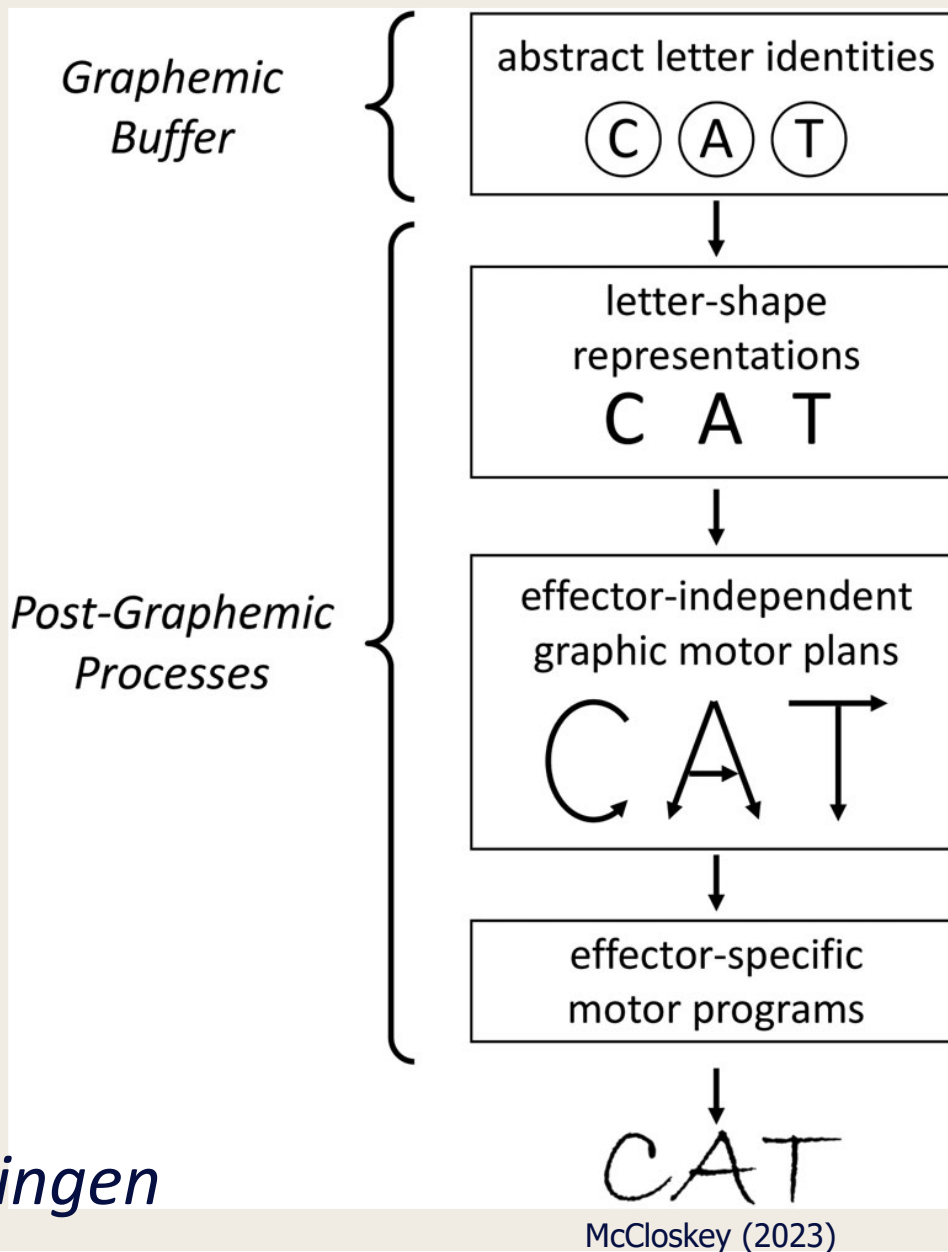 Graphemic
Buffer
abstract letter identities
C A T
letter-shape
representations
C A T
Post-Graphemic
Processes
effector-independent
graphic motor plans
C A T
effector-specific
motor programs
CAT
ingen
McCloskey (2023)